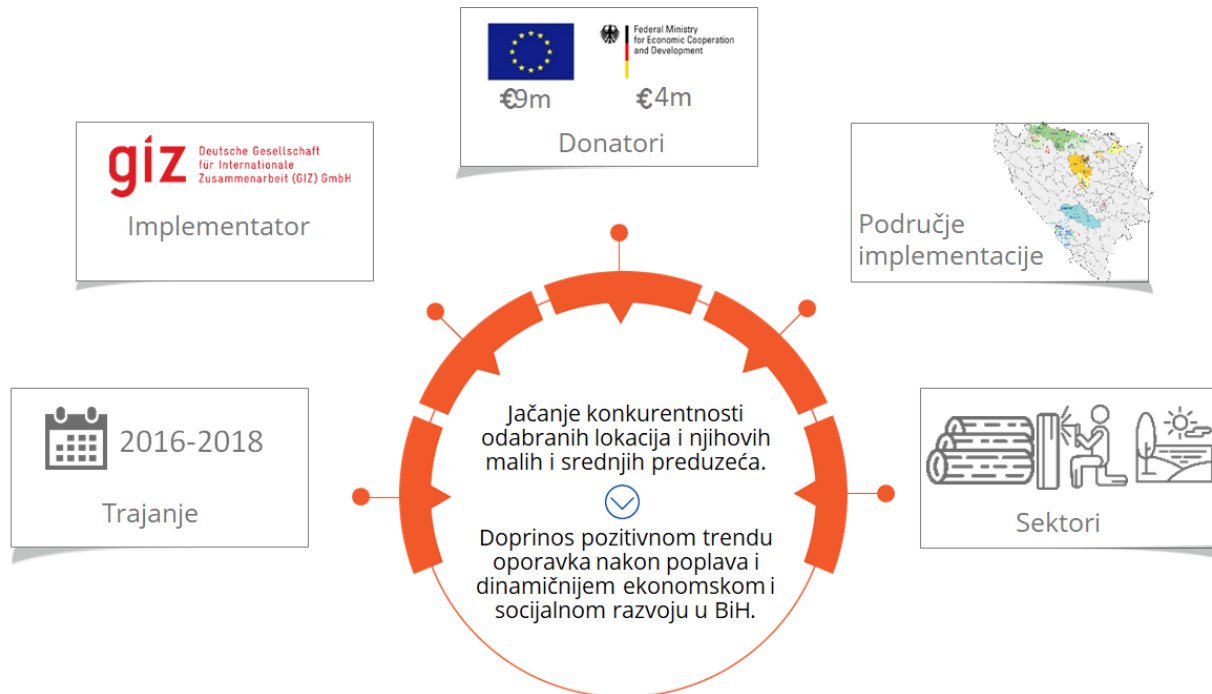 Federal Ministry
for Economic Cooperation
and Development
€9m
€4m
Donatori
giz
Deutsche Gesellschaft
für Internationale
Zusammenarbeit (GIZ) GmbH
Implementator
Područje
implementacije
2016-2018
Trajanje
Jačanje konkurentnosti
odabranih lokacija i njihovih
malih i srednjih preduzeća.
Doprinos pozitivnom trendu
oporavka nakon poplava i
dinamičnijem ekonomskom i
socijalnom razvoju u BiH.
Sektori